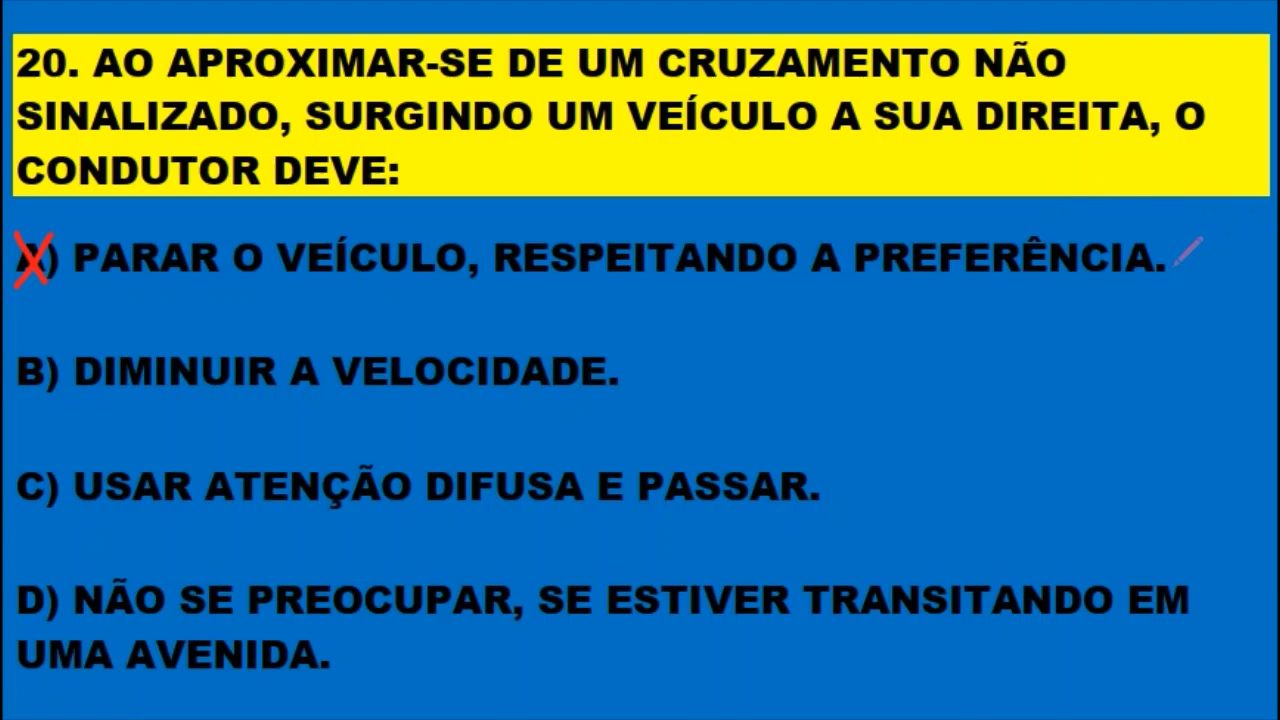 20. AO APROXIMAR-SE DE UM CRUZAMENTO NÃO
SINALIZADO, SURGINDO UM VEÍCULO A SUA DIREITA, O
CONDUTOR DEVE:
A) PARAR O VEÍCULO, RESPEITANDO A PREFERÊNCIA.
B) DIMINUIR A VELOCIDADE.
C) USAR ATENÇÃO DIFUSA E PASSAR.
D) NÃO SE PREOCUPAR, SE ESTIVER TRANSITANDO EM
UMA AVENIDA.